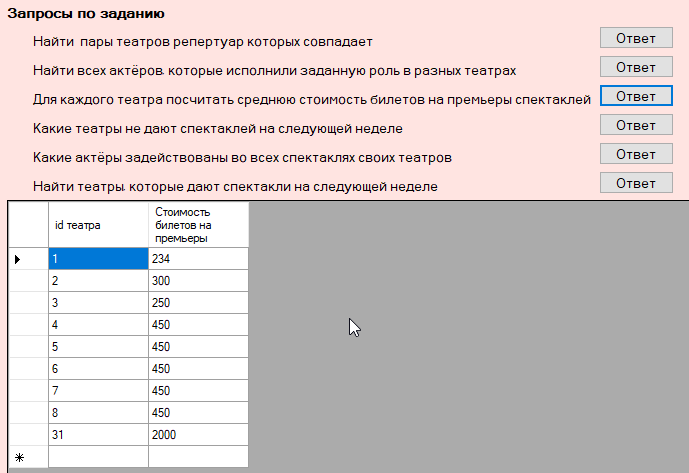 Запросы по заданию
Найти пары театров репертуар которых совпадает
Ответ
Найти всех актёров, которые исполнили заданную роль в разных театрах
Ответ
Для каждого театра посчитать среднюю стоимость билетов на премьеры спектаклей
Ответ
Какие театры не дают спектаклей на следующей неделе
Ответ
Какие актёры задействованы во всех спектаклях своих театров
Ответ
Найти театры, которые дают спектакли на следующей неделе
Ответ
id театра
Стоимость
билетов на
премьеры
1 234
2 300
3 250
4 450
5 450
6 450
7 450
8 450
31 2000